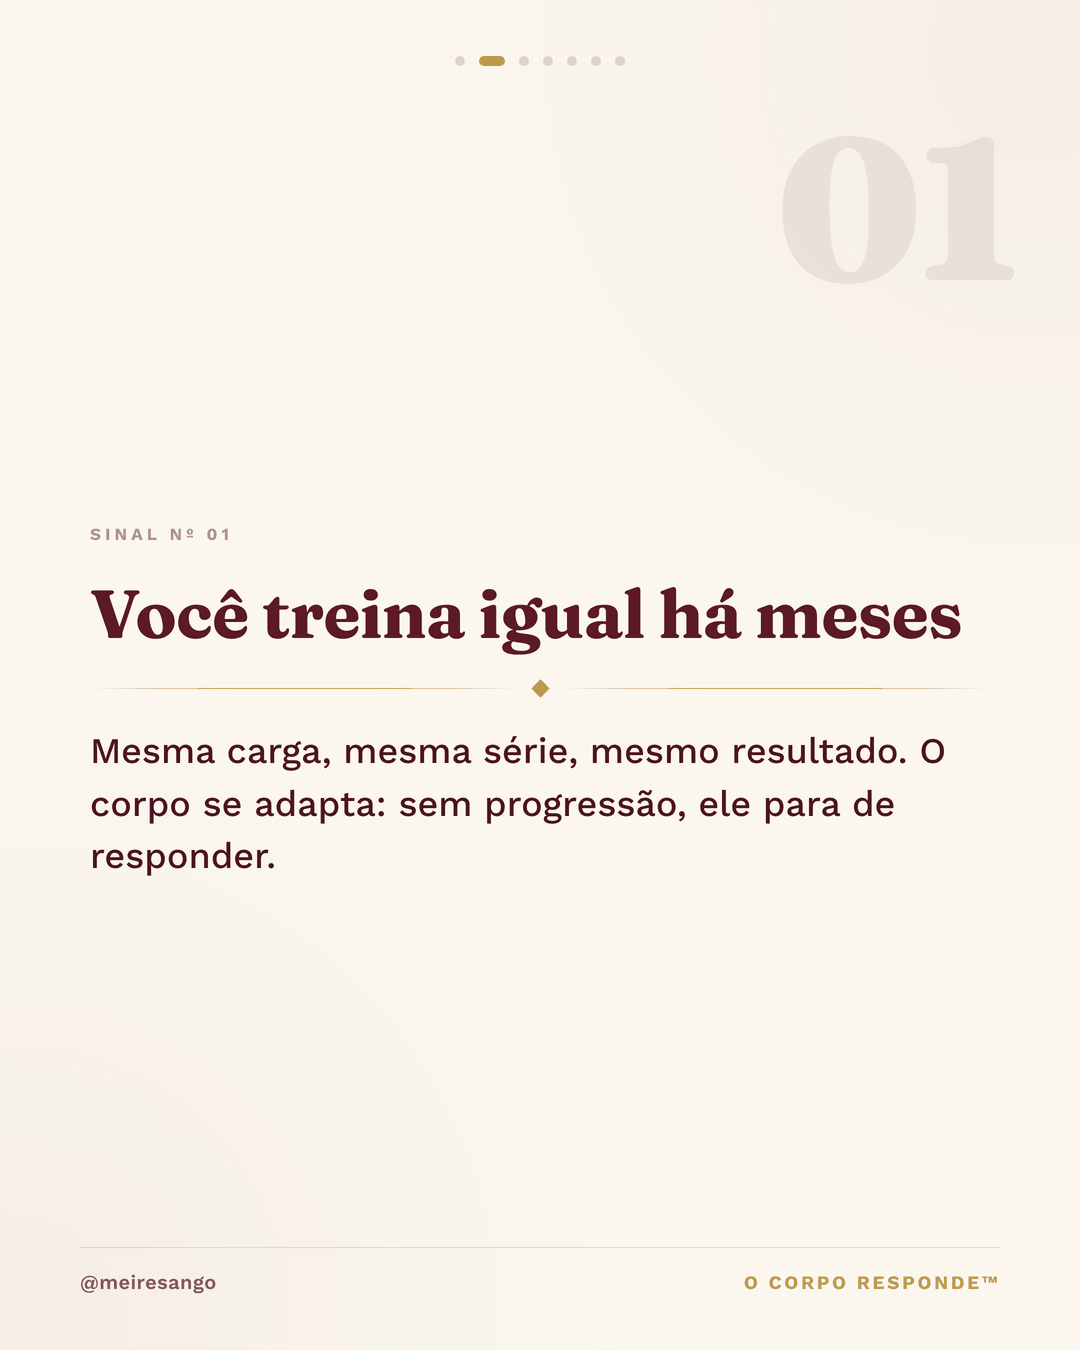 01
SINAL Nº 01
Você treina igual há meses
Mesma carga, mesma série, mesmo resultado. O
corpo se adapta: sem progressão, ele para de
responder.
@meiresango
O CORPO RESPONDE™